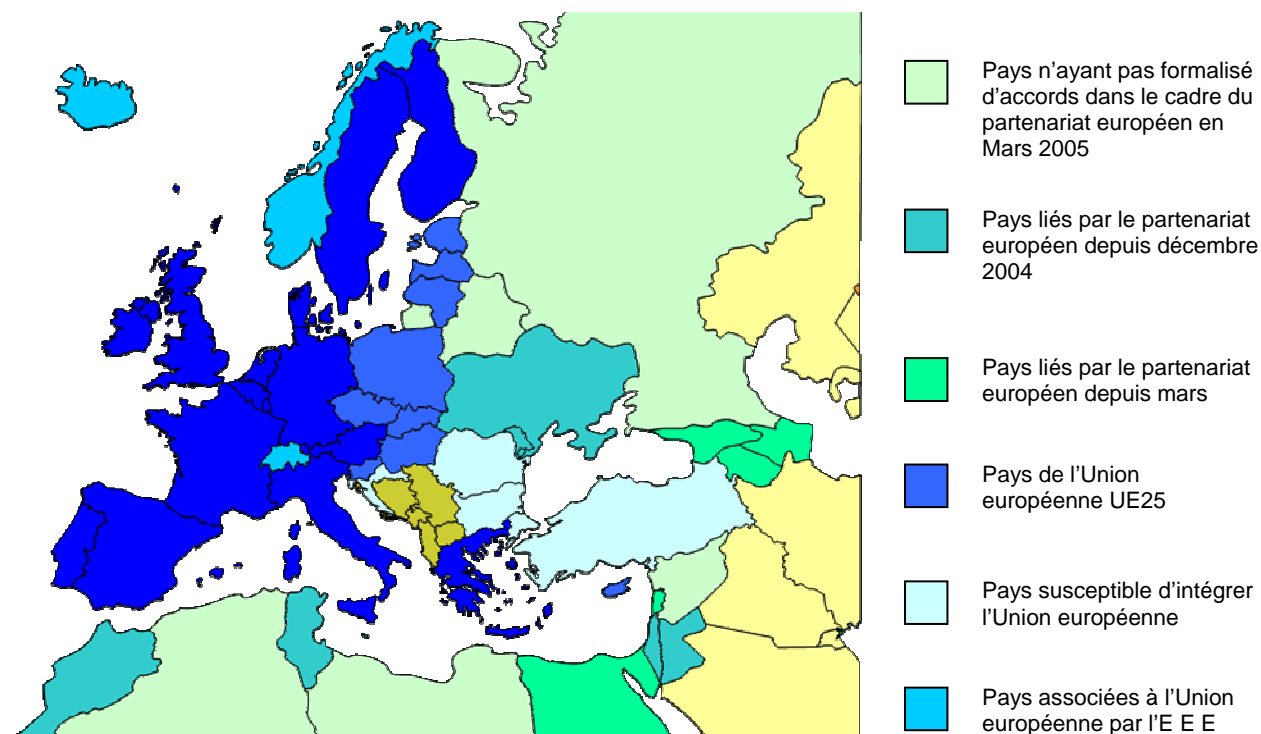 Pays n'ayant pas formalisé
d'accords dans le cadre du
partenariat européen en
Mars 2005
Pays liés par le partenariat
européen depuis décembre
2004
Pays liés par le partenariat
européen depuis mars
Pays de l'Union
européenne UE25
Pays susceptible d'intégrer
l'Union européenne
Pays associées à l'Union
européenne par l'E E E